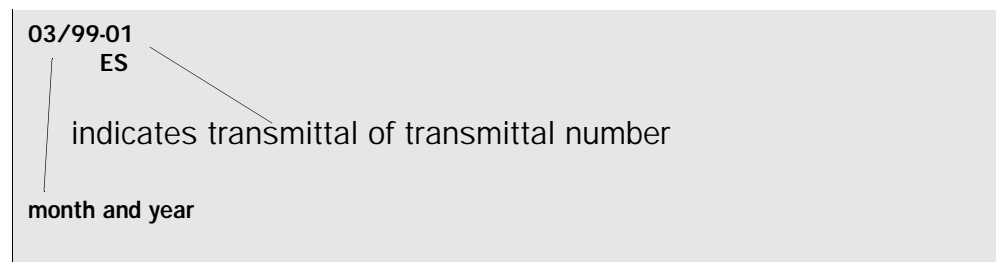 03/99-01
ES
indicates transmittal of transmittal number
month and year